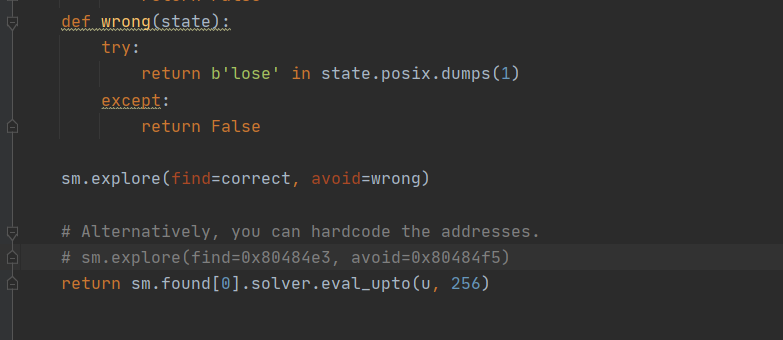 return False
def wrong(state):
try:
return b'lose' in state.posix.dumps(1)
except:
return False
sm.explore(find=correct, avoid=wrong)
# Alternatively, you can hardcode the addresses.
# sm.explore(find=0x80484e3, avoid=0x80484f5)
return sm.found[0].solver.eval_upto(u, 256)